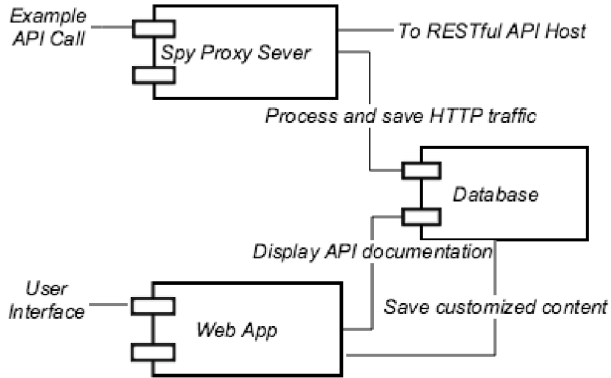 Example
API Call
Spy Proxy Sever
To RESTful API Host
Process and save HTTP traffic
Database
Display API documentation
User
Interface
Web App
Save customized content